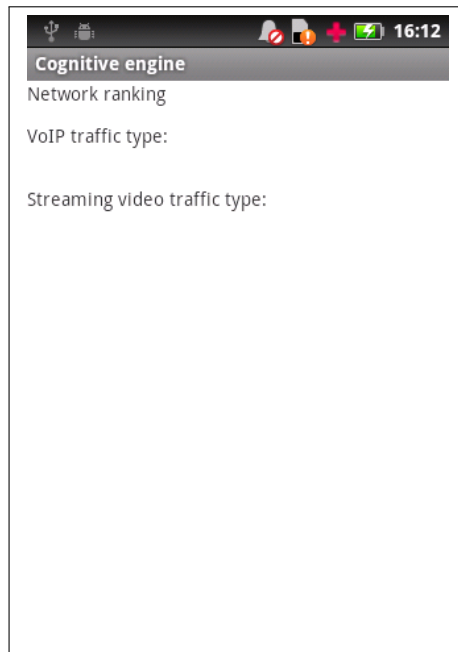 16:12
Cognitive engine
Network ranking
VoIP traffic type:
Streaming video traffic type: